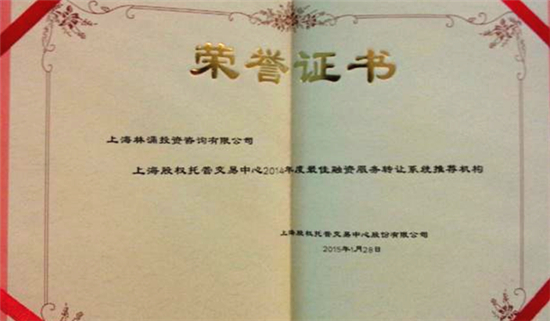 荣誉证书
上海林涌投资咨询有限公司
上海股权托管交易中心2014年度最佳融资服务转让系统推荐机构
上海股权托管交易中心股份有限公司
2015年1月28日